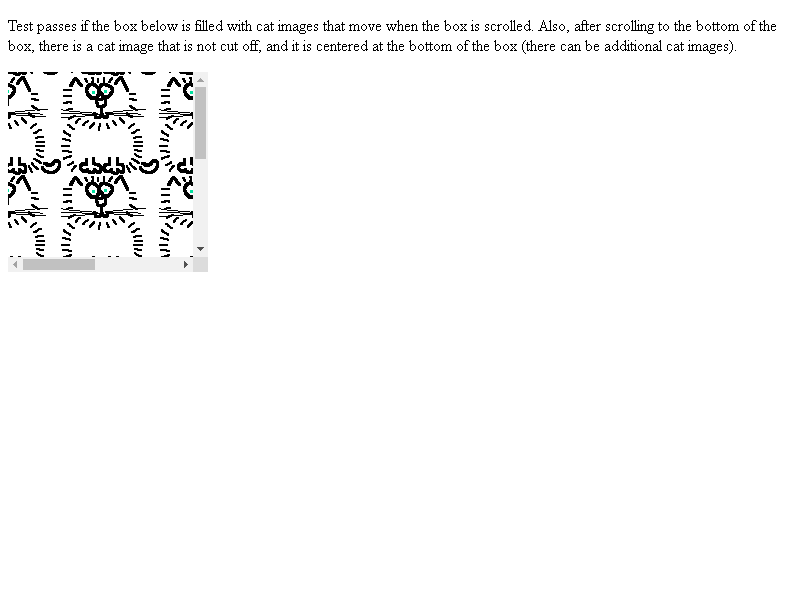 Test passes if the box below is filled with cat images that move when the box is scrolled. Also, after scrolling to the bottom of the
box, there is a cat image that is not cut off, and it is centered at the bottom of the box (there can be additional cat images).